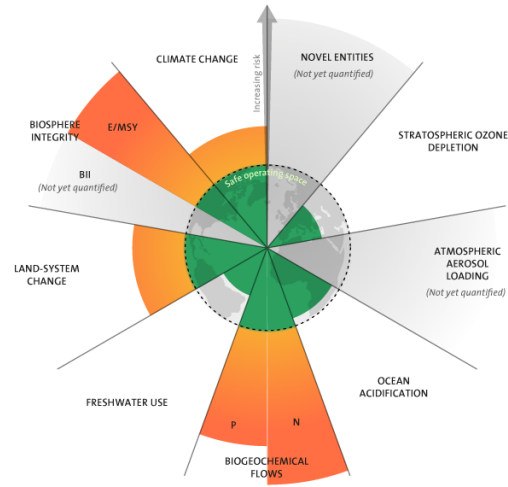 CLIMATE CHANGE
Increasing risk
NOVEL ENTITIES
(Not yet quantified)
BIOSPHERE
INTEGRITY
E/MSY
STRATOSPHERIC OZONE
DEPLETION
BII
(Not yet quantified)
Safe operating space
LAND-SYSTEM
CHANGE
ATMOSPHERIC
AEROSOL
LOADING
(Not yet quantified)
FRESHWATER USE
OCEAN
ACIDIFICATION
P
N
BIOGEOCHEMICAL
FLOWS